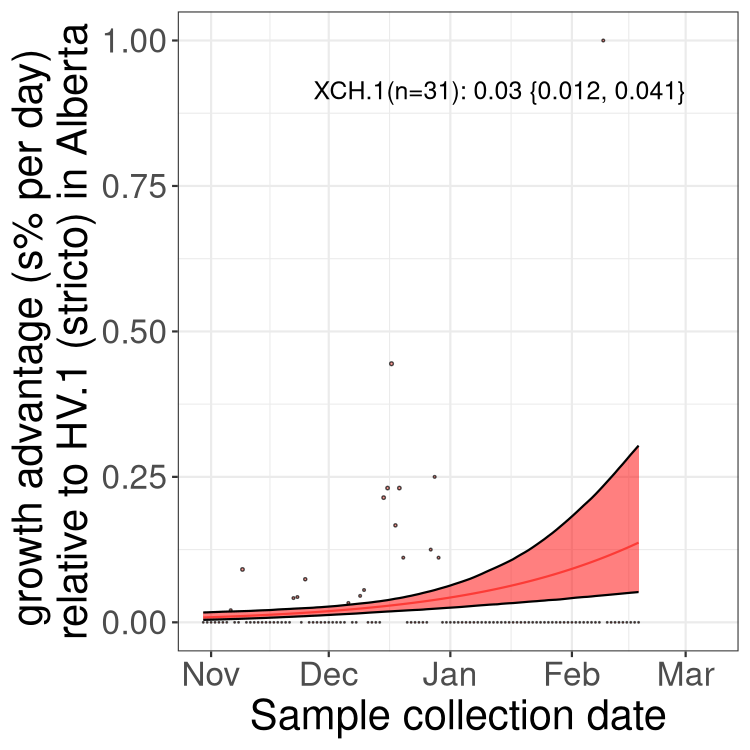 growth advantage (s% per day)
relative to HV.1 (stricto) in Alberta
1.00
XCH.1(n=31): 0.03 {0.012, 0.041}
0.75
0.50
0.25
0.00
Nov Dec Jan Feb Mar
Sample collection date